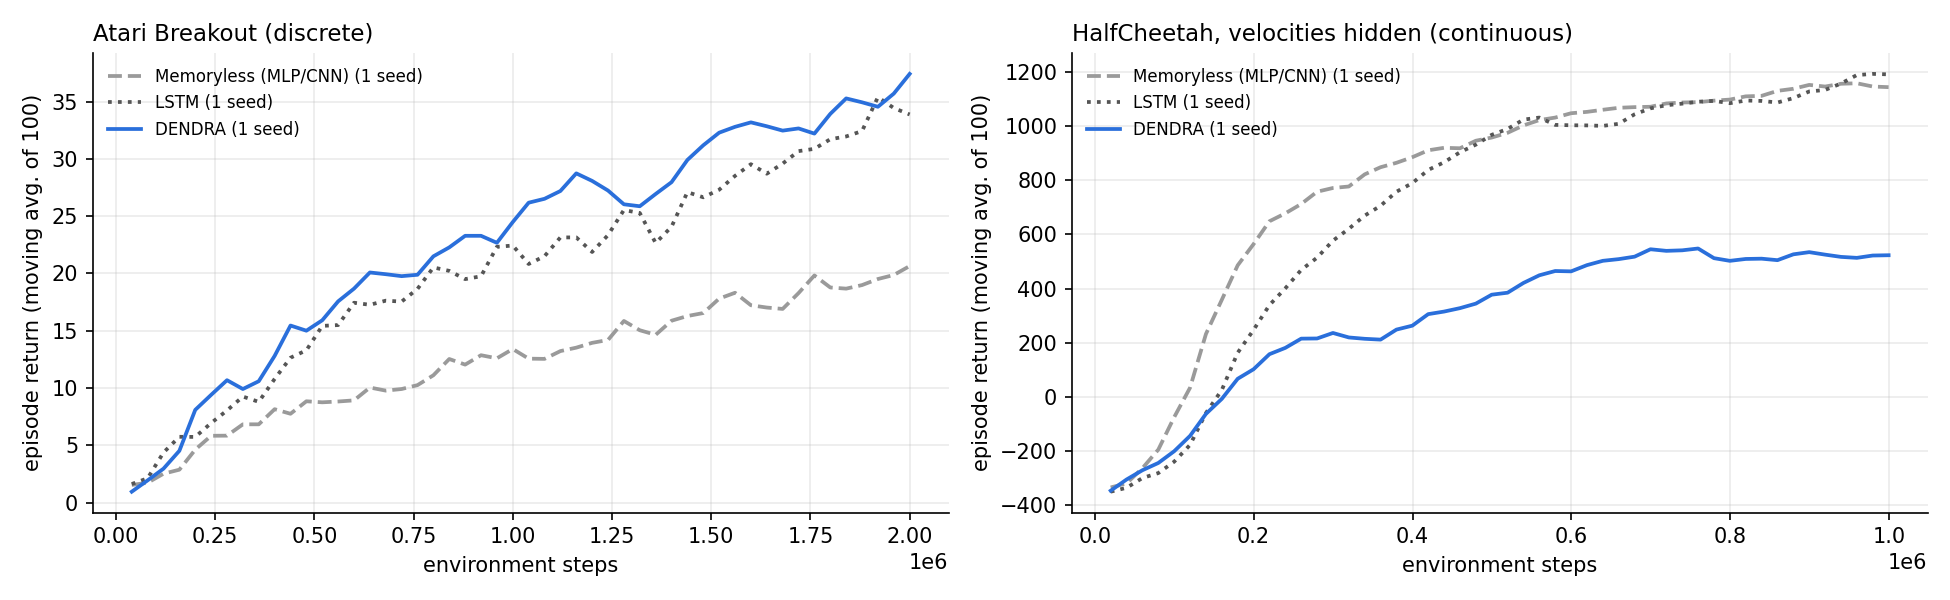 Atari Breakout (discrete)
Memoryless (MLP/CNN) (1 seed)
LSTM (1 seed)
DENDRA (1 seed)
episode return (moving avg. of 100)
35
30
25
20
15
10
5
0
0.00 0.25 0.50 0.75 1.00 1.25 1.50 1.75 2.00
1e6
environment steps
HalfCheetah, velocities hidden (continuous)
Memoryless (MLP/CNN) (1 seed)
LSTM (1 seed)
DENDRA (1 seed)
episode return (moving avg. of 100)
1200
1000
800
600
400
200
0
−200
−400
0.0 0.2 0.4 0.6 0.8 1.0
1e6
environment steps